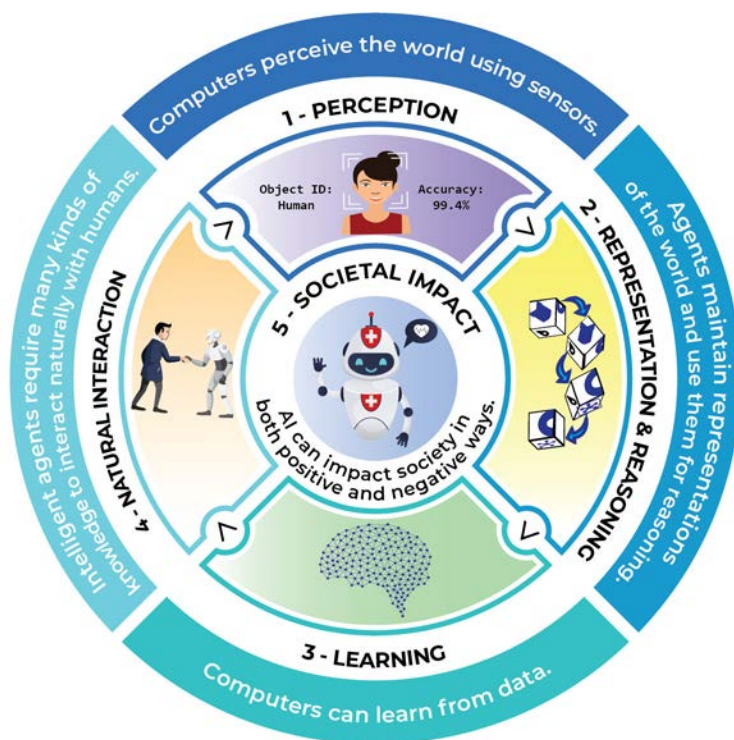 Computers perceive the world using sensors.
1 - PERCEPTION
Object ID:
Human
Accuracy:
99.4%
Agents maintain representations
of the world and use them for reasoning.
2 - REPRESENTATION & REASONING
3 - LEARNING
Computers can learn from data.
Intelligent agents require many kinds of
knowledge to interact naturally with humans.
4 - NATURAL INTERACTION
5 - SOCIETAL IMPACT
AI can impact society in
both positive and negative ways.